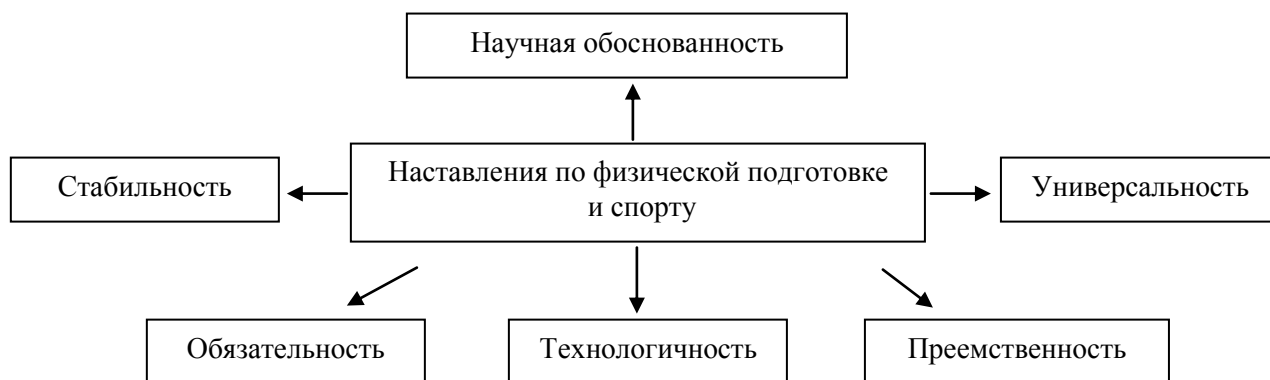 Научная обоснованность
Стабильность
Наставления по физической подготовке
и спорту
Универсальность
Обязательность
Технологичность
Преемственность